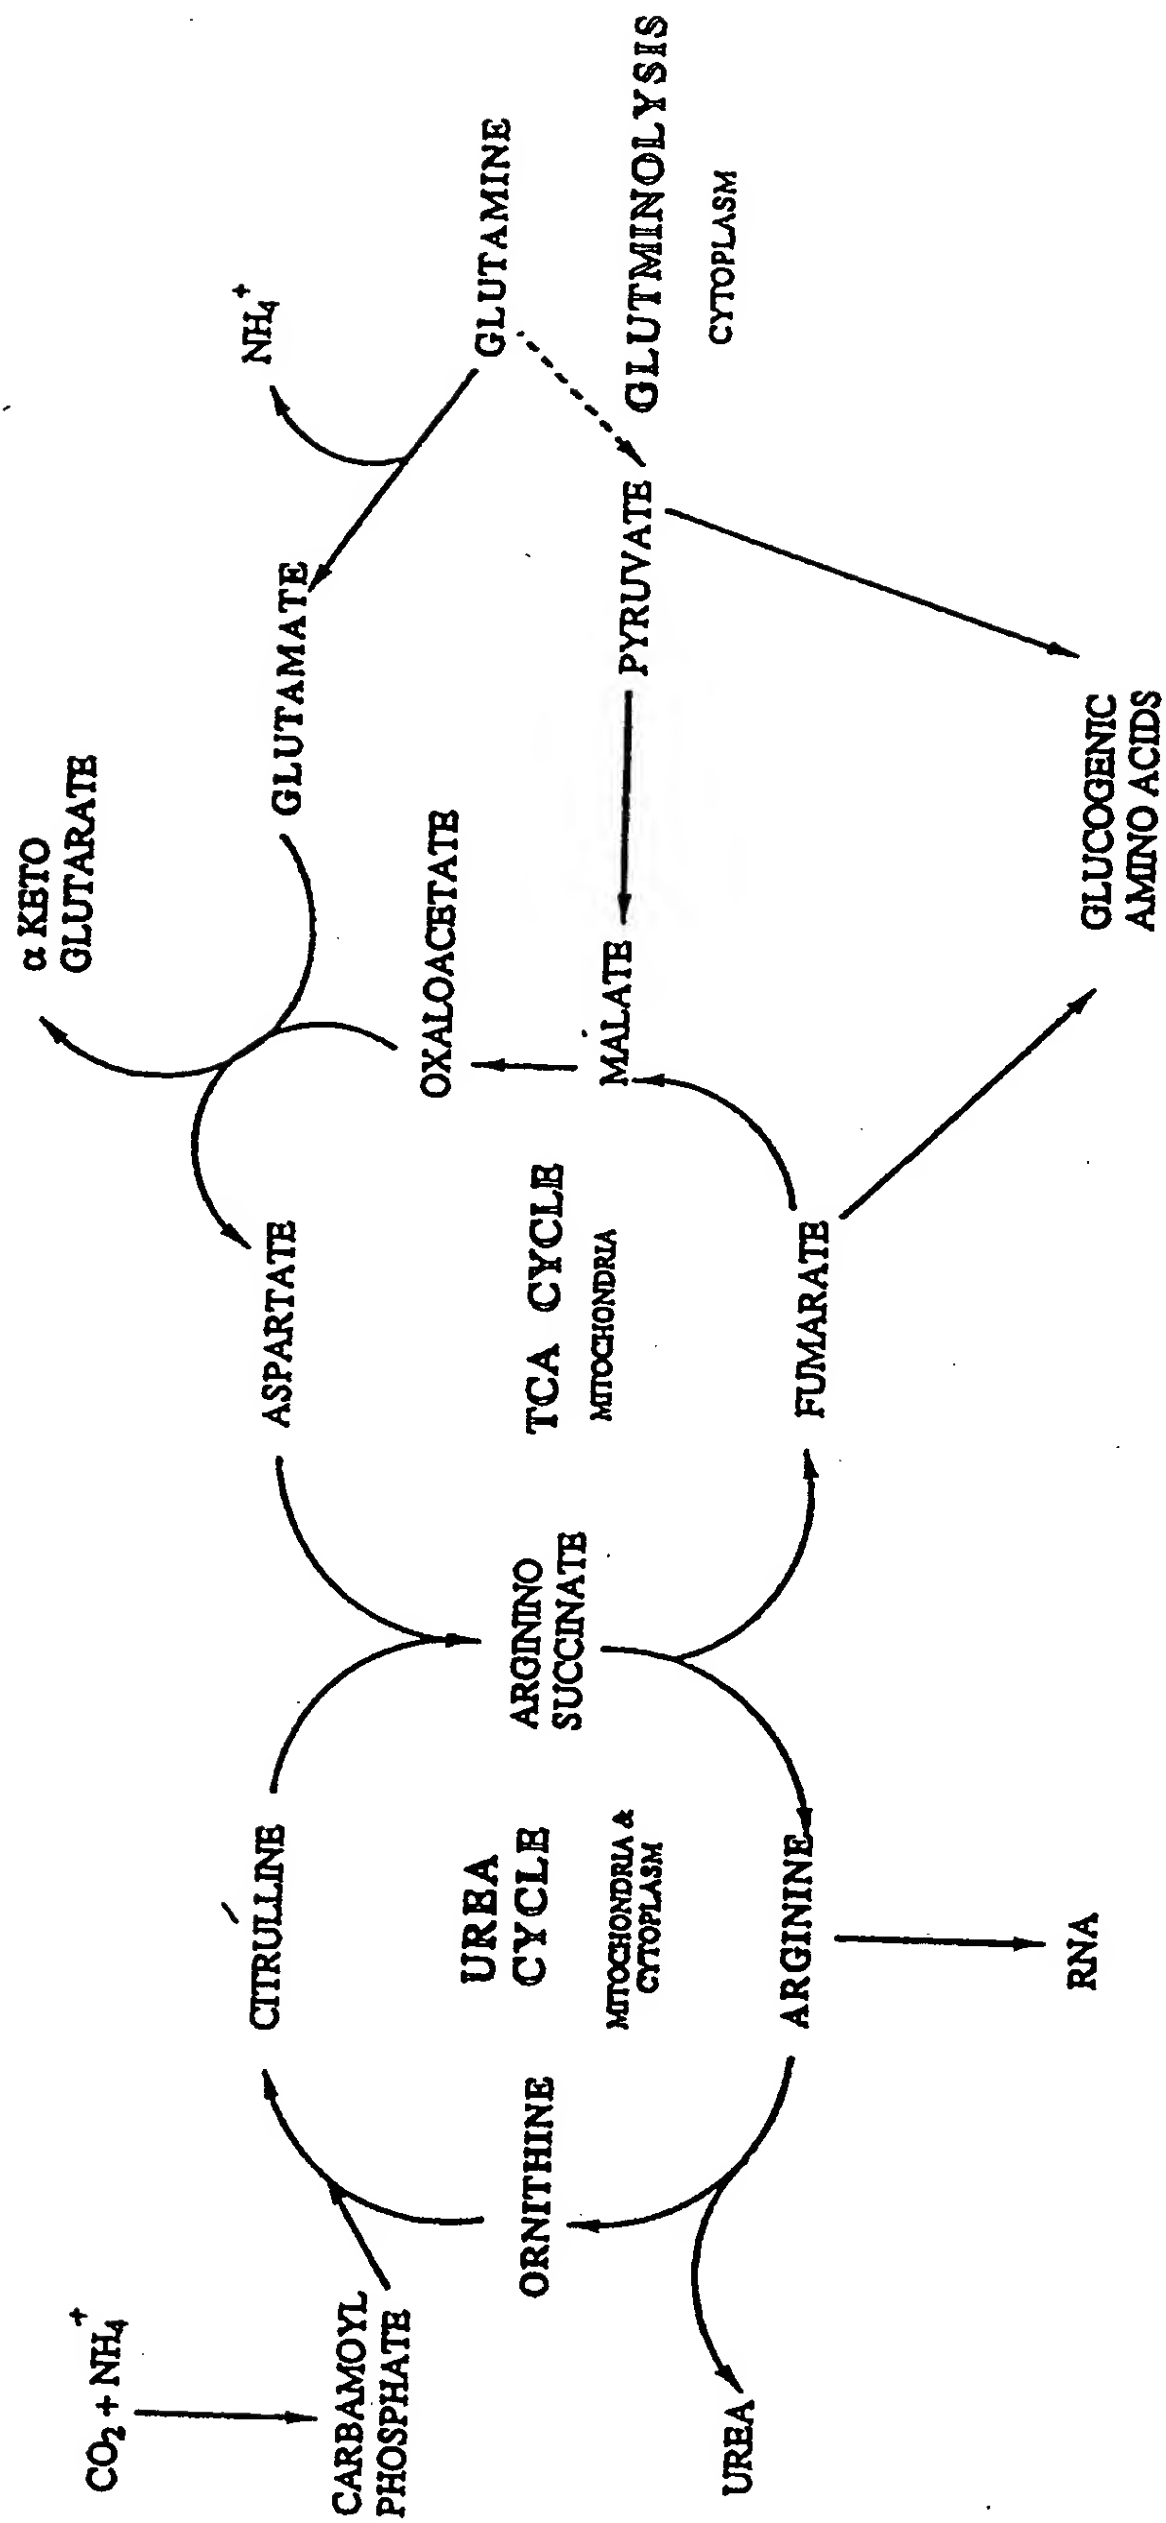 CO₂ + NH₄⁺
CARBAMOYL
PHOSPHATE
UREA
ORNITHINE
CITRULLINE
UREA
CYCLE
MITOCHONDRIA &
CYTOPLASM
ARGININE
RNA
ARGININO
SUCCINATE
ASPARTATE
TCA CYCLE
MITOCHONDRIA
FUMARATE
α KETO
GLUTARATE
OXALOACETATE
MALATE
GLUCOGENIC
AMINO ACIDS
GLUTAMATE
PYRUVATE
NH₄⁺
GLUTAMINE
GLUTMINOLYSIS
CYTOPLASM